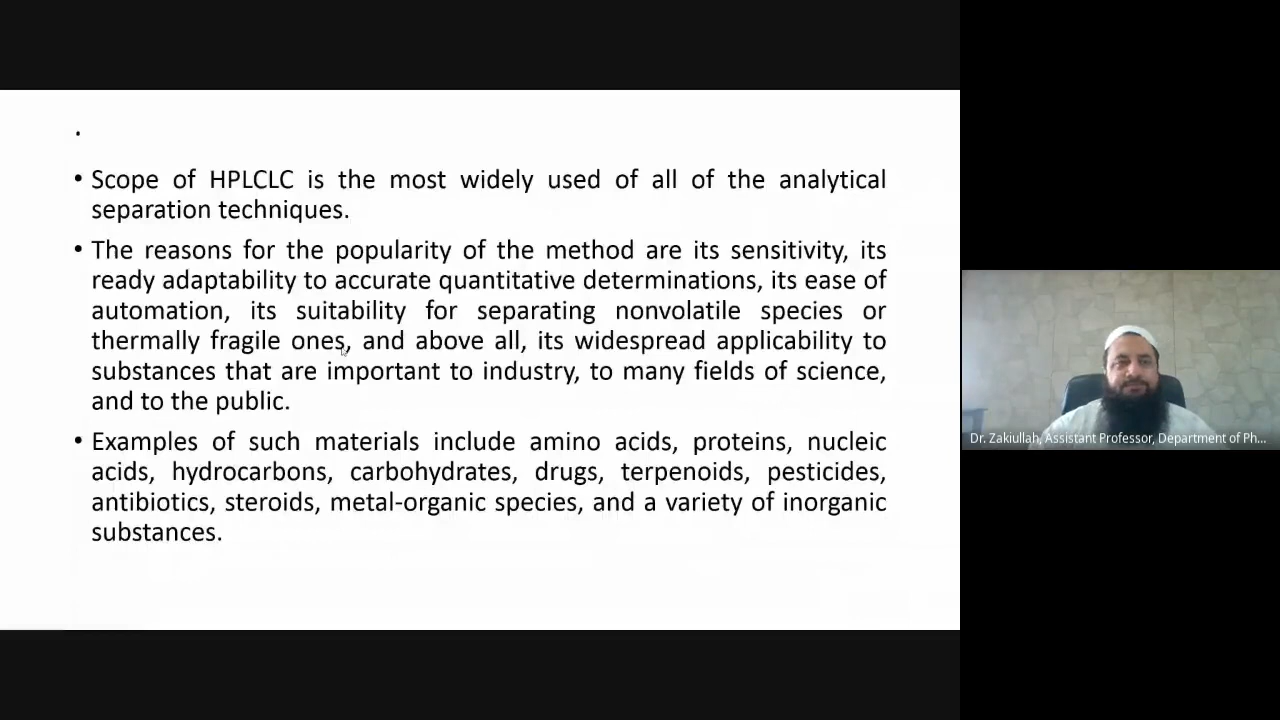 .
• Scope of HPLCLC is the most widely used of all of the analytical
separation techniques.
• The reasons for the popularity of the method are its sensitivity, its
ready adaptability to accurate quantitative determinations, its ease of
automation, its suitability for separating nonvolatile species or
thermally fragile ones, and above all, its widespread applicability to
substances that are important to industry, to many fields of science,
and to the public.
• Examples of such materials include amino acids, proteins, nucleic
acids, hydrocarbons, carbohydrates, drugs, terpenoids, pesticides,
antibiotics, steroids, metal-organic species, and a variety of inorganic
substances.
Dr. Zakiullah, Assistant Professor, Department of Ph...